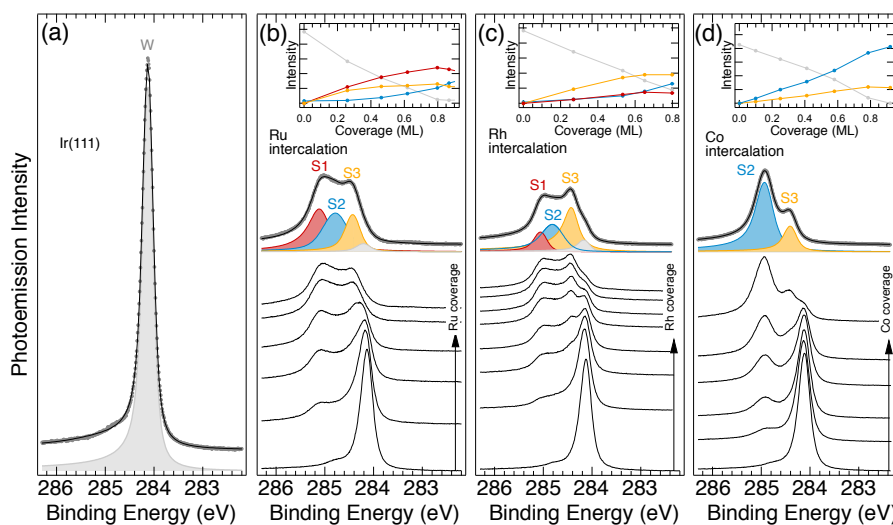 Photoemission Intensity
(a)
W
Ir(111)
286 285 284 283
Binding Energy (eV)
(b)
Intensity
0.0 0.2 0.4 0.6 0.8
Coverage (ML)
Ru
intercalation
S1
S2
S3
Ru coverage
286 285 284 283
Binding Energy (eV)
(c)
Intensity
0.0 0.2 0.4 0.6 0.8
Coverage (ML)
Rh
intercalation
S1
S2
S3
Rh coverage
286 285 284 283
Binding Energy (eV)
(d)
Intensity
0.0 0.2 0.4 0.6 0.8
Coverage (ML)
Co
intercalation
S2
S3
Co coverage
286 285 284 283
Binding Energy (eV)